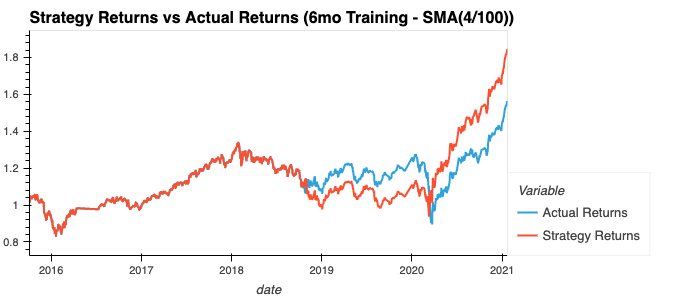 Strategy Returns vs Actual Returns (6mo Training - SMA(4/100))
1.8
1.6
1.4
1.2
1
0.8
2016 2017 2018 2019 2020 2021
date
Variable
Actual Returns
Strategy Returns